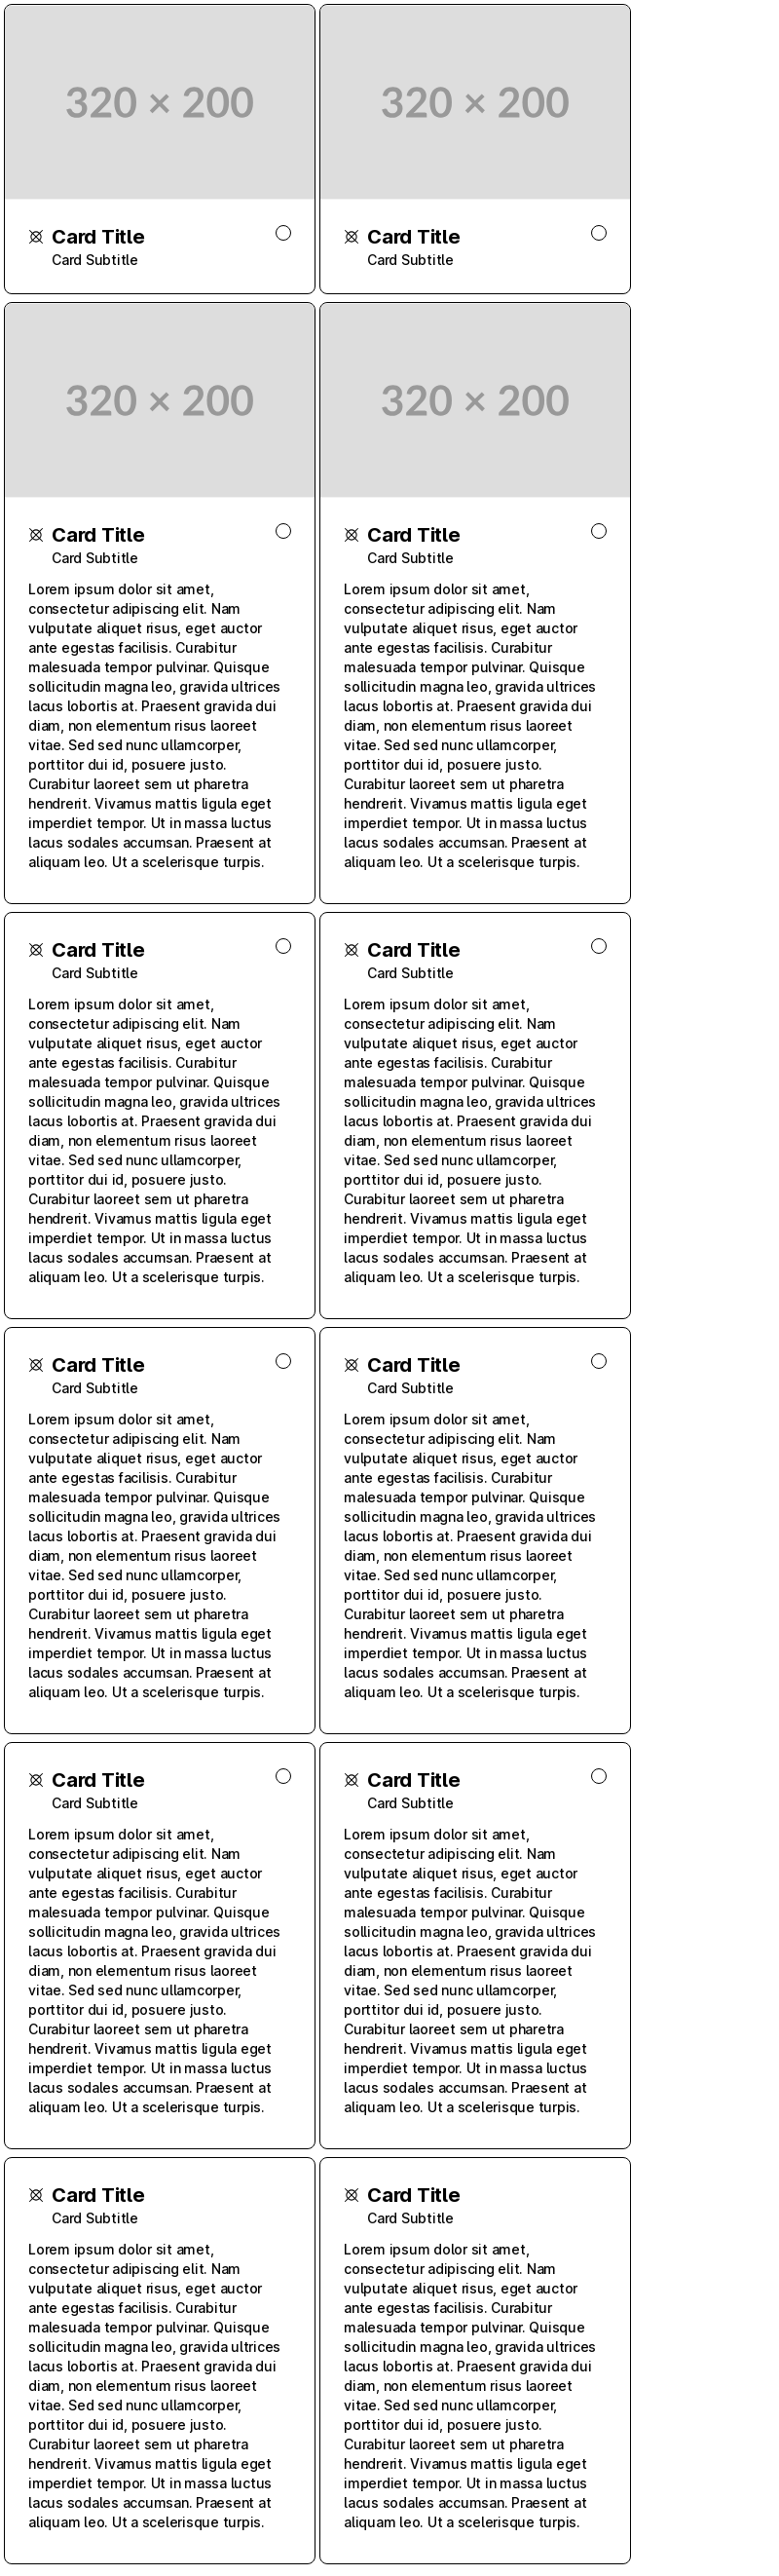 320 × 200
320 × 200
Card Title
Card Subtitle
Card Title
Card Subtitle
320 × 200
320 × 200
Card Title
Card Subtitle
Lorem ipsum dolor sit amet,
consectetur adipiscing elit. Nam
vulputate aliquet risus, eget auctor
ante egestas facilisis. Curabitur
malesuada tempor pulvinar. Quisque
sollicitudin magna leo, gravida ultrices
lacus lobortis at. Praesent gravida dui
diam, non elementum risus laoreet
vitae. Sed sed nunc ullamcorper,
porttitor dui id, posuere justo.
Curabitur laoreet sem ut pharetra
hendrerit. Vivamus mattis ligula eget
imperdiet tempor. Ut in massa luctus
lacus sodales accumsan. Praesent at
aliquam leo. Ut a scelerisque turpis.
Card Title
Card Subtitle
Lorem ipsum dolor sit amet,
consectetur adipiscing elit. Nam
vulputate aliquet risus, eget auctor
ante egestas facilisis. Curabitur
malesuada tempor pulvinar. Quisque
sollicitudin magna leo, gravida ultrices
lacus lobortis at. Praesent gravida dui
diam, non elementum risus laoreet
vitae. Sed sed nunc ullamcorper,
porttitor dui id, posuere justo.
Curabitur laoreet sem ut pharetra
hendrerit. Vivamus mattis ligula eget
imperdiet tempor. Ut in massa luctus
lacus sodales accumsan. Praesent at
aliquam leo. Ut a scelerisque turpis.
Card Title
Card Subtitle
Lorem ipsum dolor sit amet,
consectetur adipiscing elit. Nam
vulputate aliquet risus, eget auctor
ante egestas facilisis. Curabitur
malesuada tempor pulvinar. Quisque
sollicitudin magna leo, gravida ultrices
lacus lobortis at. Praesent gravida dui
diam, non elementum risus laoreet
vitae. Sed sed nunc ullamcorper,
porttitor dui id, posuere justo.
Curabitur laoreet sem ut pharetra
hendrerit. Vivamus mattis ligula eget
imperdiet tempor. Ut in massa luctus
lacus sodales accumsan. Praesent at
aliquam leo. Ut a scelerisque turpis.
Card Title
Card Subtitle
Lorem ipsum dolor sit amet,
consectetur adipiscing elit. Nam
vulputate aliquet risus, eget auctor
ante egestas facilisis. Curabitur
malesuada tempor pulvinar. Quisque
sollicitudin magna leo, gravida ultrices
lacus lobortis at. Praesent gravida dui
diam, non elementum risus laoreet
vitae. Sed sed nunc ullamcorper,
porttitor dui id, posuere justo.
Curabitur laoreet sem ut pharetra
hendrerit. Vivamus mattis ligula eget
imperdiet tempor. Ut in massa luctus
lacus sodales accumsan. Praesent at
aliquam leo. Ut a scelerisque turpis.
Card Title
Card Subtitle
Lorem ipsum dolor sit amet,
consectetur adipiscing elit. Nam
vulputate aliquet risus, eget auctor
ante egestas facilisis. Curabitur
malesuada tempor pulvinar. Quisque
sollicitudin magna leo, gravida ultrices
lacus lobortis at. Praesent gravida dui
diam, non elementum risus laoreet
vitae. Sed sed nunc ullamcorper,
porttitor dui id, posuere justo.
Curabitur laoreet sem ut pharetra
hendrerit. Vivamus mattis ligula eget
imperdiet tempor. Ut in massa luctus
lacus sodales accumsan. Praesent at
aliquam leo. Ut a scelerisque turpis.
Card Title
Card Subtitle
Lorem ipsum dolor sit amet,
consectetur adipiscing elit. Nam
vulputate aliquet risus, eget auctor
ante egestas facilisis. Curabitur
malesuada tempor pulvinar. Quisque
sollicitudin magna leo, gravida ultrices
lacus lobortis at. Praesent gravida dui
diam, non elementum risus laoreet
vitae. Sed sed nunc ullamcorper,
porttitor dui id, posuere justo.
Curabitur laoreet sem ut pharetra
hendrerit. Vivamus mattis ligula eget
imperdiet tempor. Ut in massa luctus
lacus sodales accumsan. Praesent at
aliquam leo. Ut a scelerisque turpis.
Card Title
Card Subtitle
Lorem ipsum dolor sit amet,
consectetur adipiscing elit. Nam
vulputate aliquet risus, eget auctor
ante egestas facilisis. Curabitur
malesuada tempor pulvinar. Quisque
sollicitudin magna leo, gravida ultrices
lacus lobortis at. Praesent gravida dui
diam, non elementum risus laoreet
vitae. Sed sed nunc ullamcorper,
porttitor dui id, posuere justo.
Curabitur laoreet sem ut pharetra
hendrerit. Vivamus mattis ligula eget
imperdiet tempor. Ut in massa luctus
lacus sodales accumsan. Praesent at
aliquam leo. Ut a scelerisque turpis.
Card Title
Card Subtitle
Lorem ipsum dolor sit amet,
consectetur adipiscing elit. Nam
vulputate aliquet risus, eget auctor
ante egestas facilisis. Curabitur
malesuada tempor pulvinar. Quisque
sollicitudin magna leo, gravida ultrices
lacus lobortis at. Praesent gravida dui
diam, non elementum risus laoreet
vitae. Sed sed nunc ullamcorper,
porttitor dui id, posuere justo.
Curabitur laoreet sem ut pharetra
hendrerit. Vivamus mattis ligula eget
imperdiet tempor. Ut in massa luctus
lacus sodales accumsan. Praesent at
aliquam leo. Ut a scelerisque turpis.
Card Title
Card Subtitle
Lorem ipsum dolor sit amet,
consectetur adipiscing elit. Nam
vulputate aliquet risus, eget auctor
ante egestas facilisis. Curabitur
malesuada tempor pulvinar. Quisque
sollicitudin magna leo, gravida ultrices
lacus lobortis at. Praesent gravida dui
diam, non elementum risus laoreet
vitae. Sed sed nunc ullamcorper,
porttitor dui id, posuere justo.
Curabitur laoreet sem ut pharetra
hendrerit. Vivamus mattis ligula eget
imperdiet tempor. Ut in massa luctus
lacus sodales accumsan. Praesent at
aliquam leo. Ut a scelerisque turpis.
Card Title
Card Subtitle
Lorem ipsum dolor sit amet,
consectetur adipiscing elit. Nam
vulputate aliquet risus, eget auctor
ante egestas facilisis. Curabitur
malesuada tempor pulvinar. Quisque
sollicitudin magna leo, gravida ultrices
lacus lobortis at. Praesent gravida dui
diam, non elementum risus laoreet
vitae. Sed sed nunc ullamcorper,
porttitor dui id, posuere justo.
Curabitur laoreet sem ut pharetra
hendrerit. Vivamus mattis ligula eget
imperdiet tempor. Ut in massa luctus
lacus sodales accumsan. Praesent at
aliquam leo. Ut a scelerisque turpis.